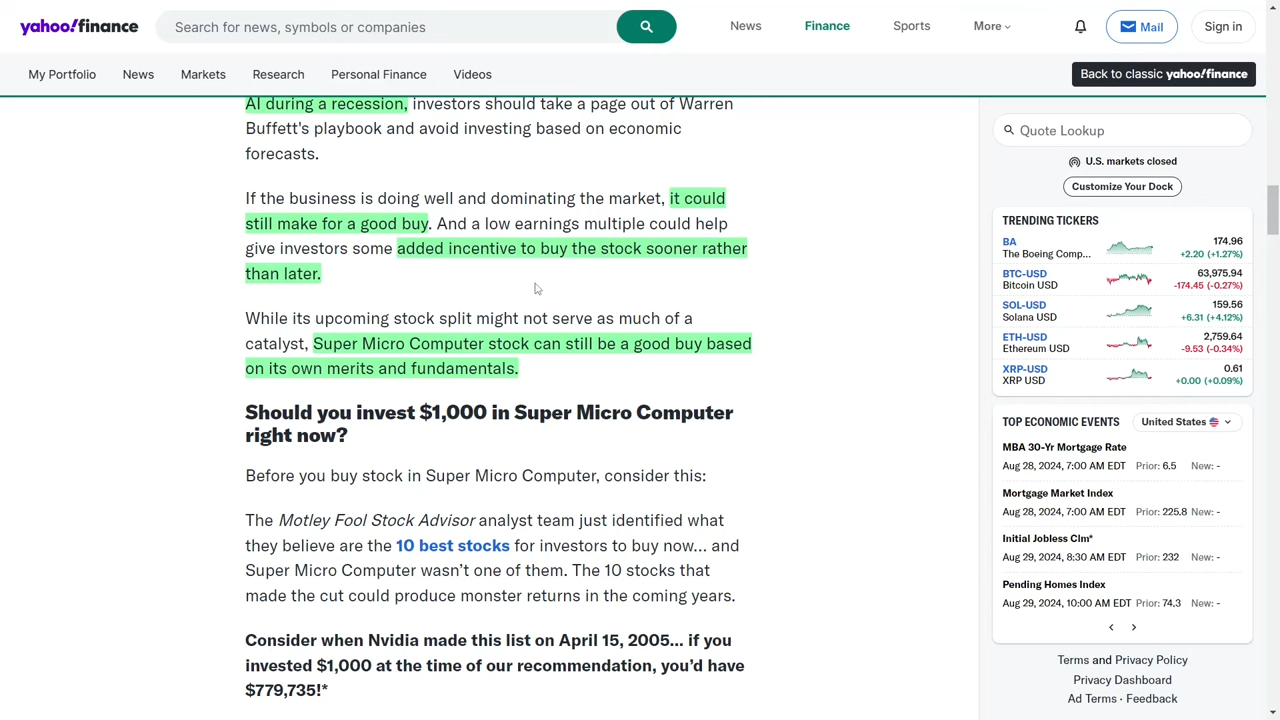 yahoo!finance
Search for news, symbols or companies
News
Finance
Sports
More
Mail
Sign in
My Portfolio
News
Markets
Research
Personal Finance
Videos
Back to classic yahoo!finance
AI during a recession, investors should take a page out of Warren
Buffett's playbook and avoid investing based on economic
forecasts.
If the business is doing well and dominating the market, it could
still make for a good buy. And a low earnings multiple could help
give investors some added incentive to buy the stock sooner rather
than later.
While its upcoming stock split might not serve as much of a
catalyst, Super Micro Computer stock can still be a good buy based
on its own merits and fundamentals.
Should you invest $1,000 in Super Micro Computer
right now?
Before you buy stock in Super Micro Computer, consider this:
The Motley Fool Stock Advisor analyst team just identified what
they believe are the 10 best stocks for investors to buy now… and
Super Micro Computer wasn’t one of them. The 10 stocks that
made the cut could produce monster returns in the coming years.
Consider when Nvidia made this list on April 15, 2005... if you
invested $1,000 at the time of our recommendation, you’d have
$779,735!*
Quote Lookup
U.S. markets closed
Customize Your Dock
TRENDING TICKERS
BA 174.96
The Boeing Comp... +2.20 (+1.27%)
BTC-USD 63,975.94
Bitcoin USD -174.45 (-0.27%)
SOL-USD 159.56
Solana USD +6.31 (+4.12%)
ETH-USD 2,759.64
Ethereum USD -9.53 (-0.34%)
XRP-USD 0.61
XRP USD +0.00 (+0.09%)
TOP ECONOMIC EVENTS United States
MBA 30-Yr Mortgage Rate
Aug 28, 2024, 7:00 AM EDT Prior: 6.5 New: -
Mortgage Market Index
Aug 28, 2024, 7:00 AM EDT Prior: 225.8 New: -
Initial Jobless Clm*
Aug 29, 2024, 8:30 AM EDT Prior: 232 New: -
Pending Homes Index
Aug 29, 2024, 10:00 AM EDT Prior: 74.3 New: -
Terms and Privacy Policy
Privacy Dashboard
Ad Terms · Feedback